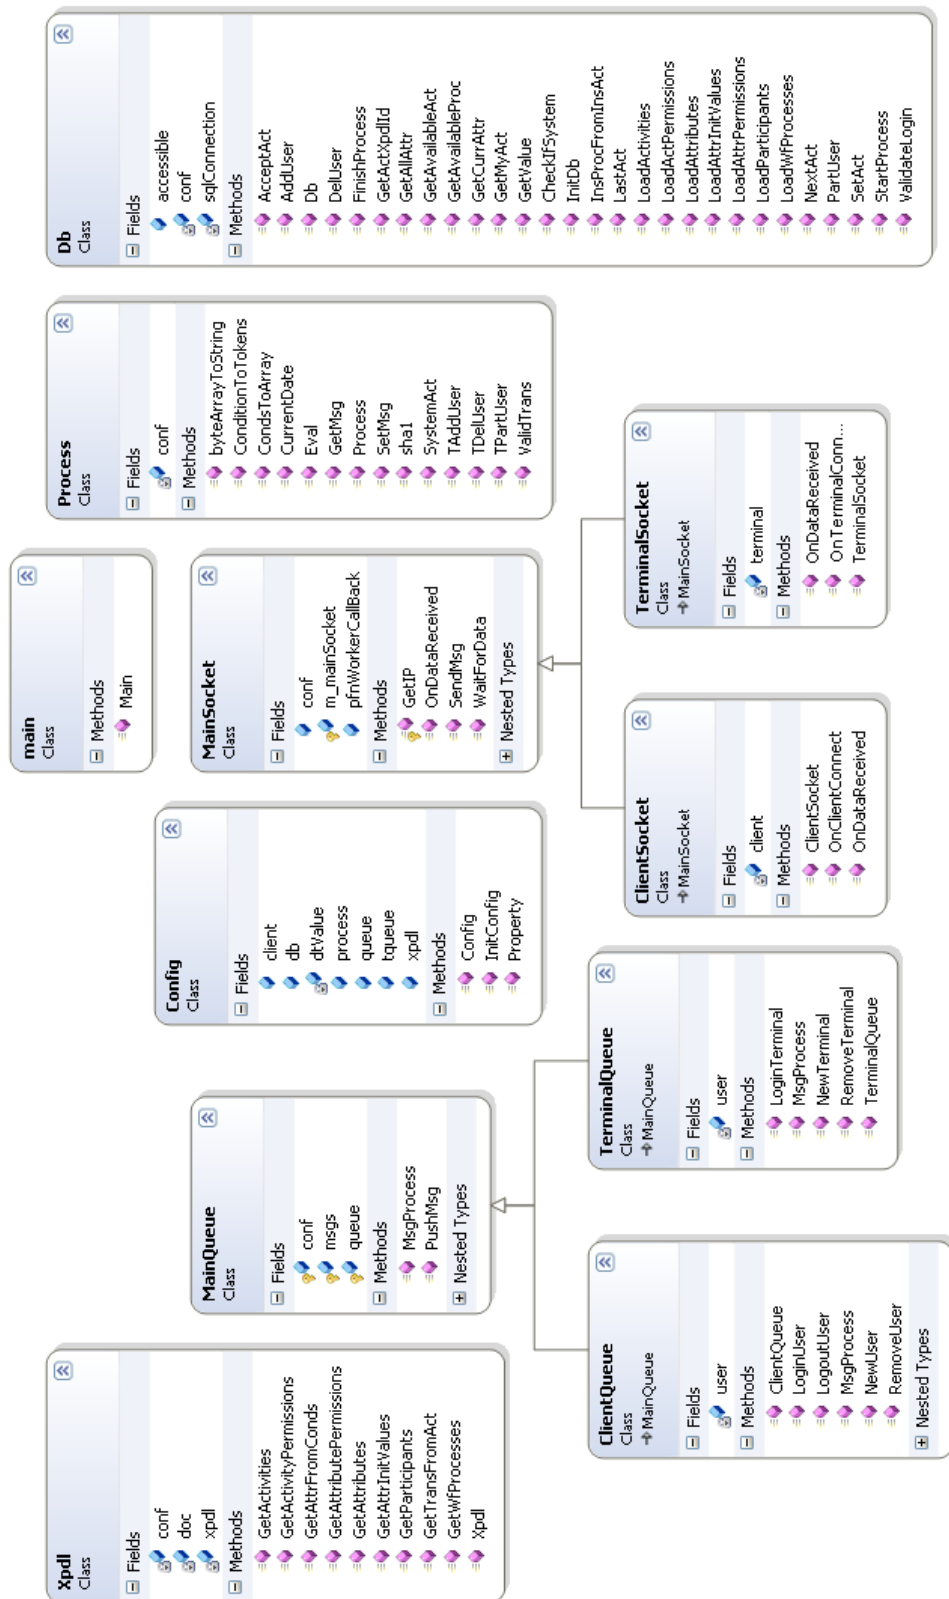 Xpdl
Class
Fields
conf
doc
xpdl
Methods
GetActivities
GetActivityPermissions
GetAttrFromConds
GetAttributePermissions
GetAttributes
GetAttrInitValues
GetParticipants
GetTransFromAct
GetWfProcesses
Xpdl
MainQueue
Class
Fields
conf
msgs
queue
Methods
MsgProcess
PushMsg
Nested Types
Config
Class
Fields
client
db
dtValue
process
queue
tqueue
xpdl
Methods
Config
InitConfig
Property
main
Class
Methods
Main
MainSocket
Class
Fields
conf
m_mainSocket
pfnWorkerCallBack
Methods
GetIP
OnDataReceived
SendMsg
WaitForData
Nested Types
Process
Class
Fields
conf
Methods
byteArrayToString
ConditionToTokens
CondsToArray
CurrentDate
Eval
GetMsg
Process
SetMsg
sha1
SystemAct
TAddUser
TDelUser
TPartUser
ValidTrans
Db
Class
Fields
accessible
conf
sqlConnection
Methods
AcceptAct
AddUser
Db
DelUser
FinishProcess
GetActXpdlId
GetAllAttr
GetAvailableAct
GetAvailableProc
GetCurrAttr
GetMyAct
GetValue
CheckIfSystem
InitDb
InsProcFromInsAct
LastAct
LoadActivities
LoadActPermissions
LoadAttributes
LoadAttrInitValues
LoadAttrPermissions
LoadParticipants
LoadWfProcesses
NextAct
PartUser
SetAct
StartProcess
ValidateLogin
ClientQueue
Class
MainQueue
Fields
user
Methods
ClientQueue
LoginUser
LogoutUser
MsgProcess
NewUser
RemoveUser
Nested Types
TerminalQueue
Class
MainQueue
Fields
user
Methods
LoginTerminal
MsgProcess
NewTerminal
RemoveTerminal
TerminalQueue
ClientSocket
Class
MainSocket
Fields
client
Methods
ClientSocket
OnClientConnect
OnDataReceived
TerminalSocket
Class
MainSocket
Fields
terminal
Methods
OnDataReceived
OnTerminalConn...
TerminalSocket